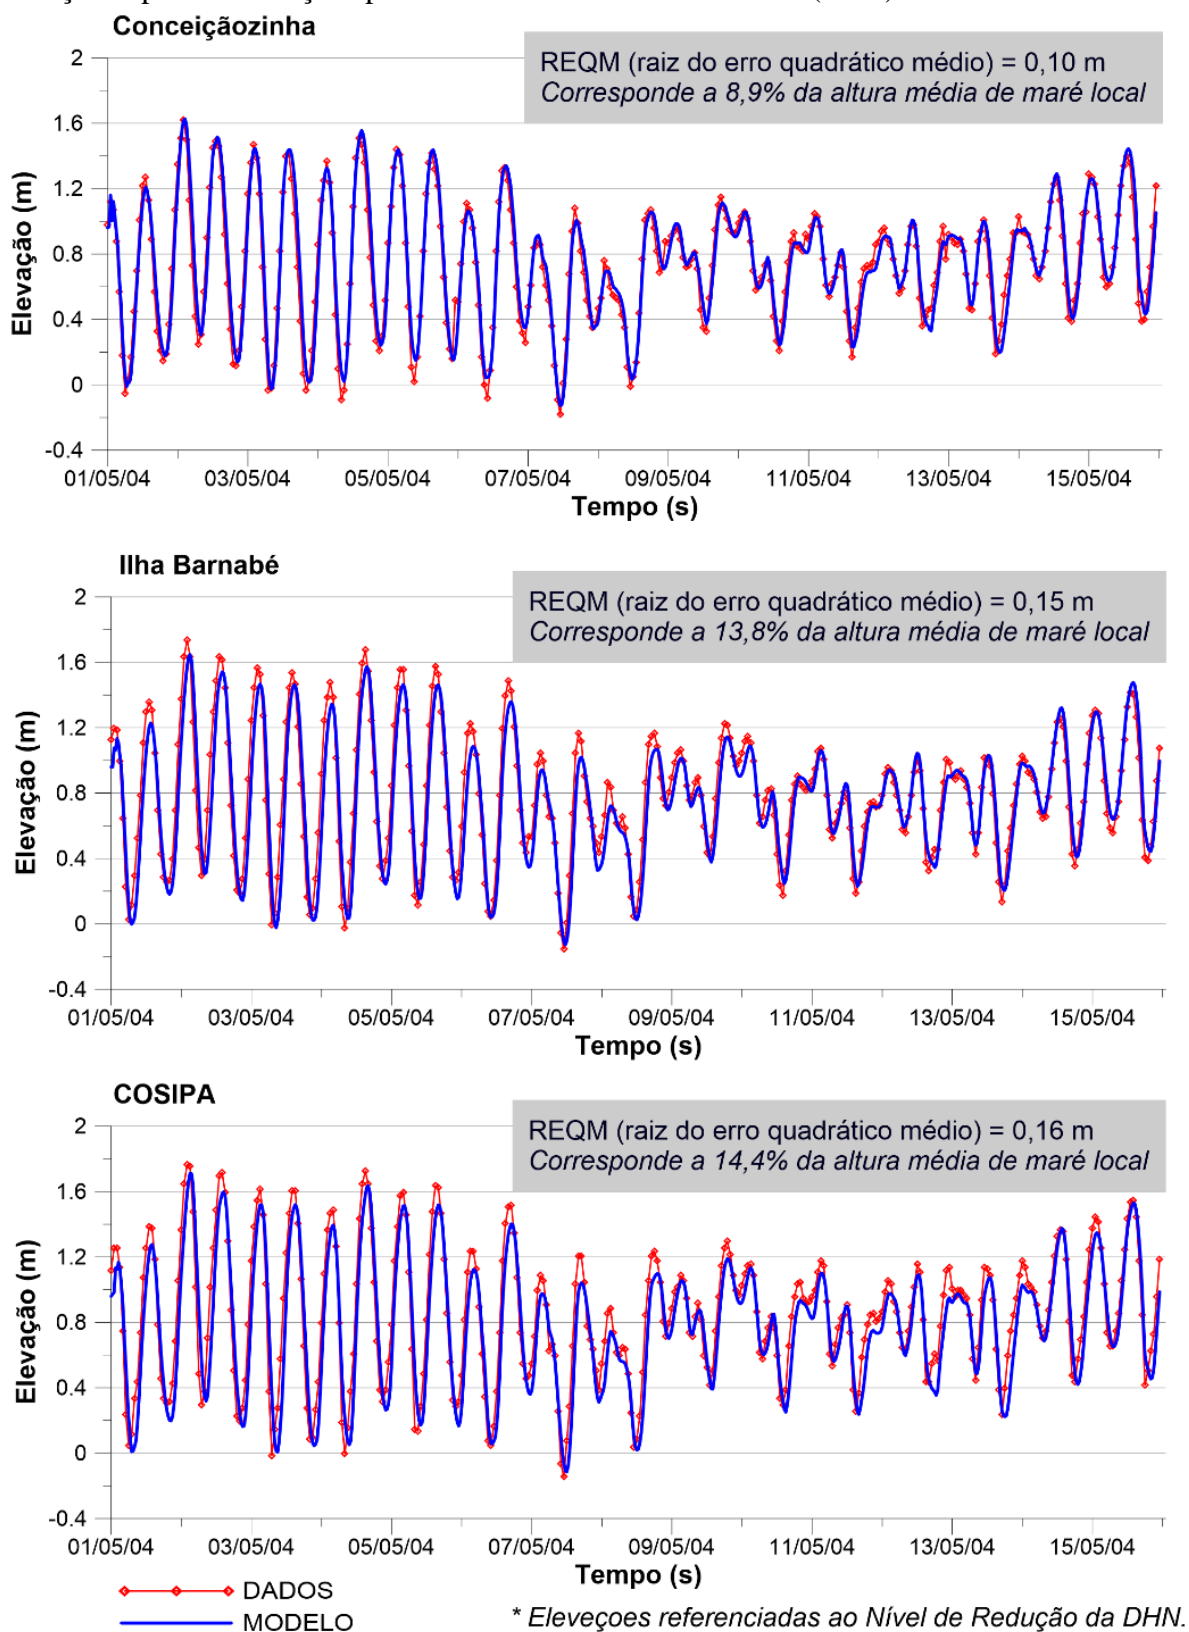 Conceiçãozinha
REQM (raiz do erro quadrático médio) = 0,10 m
Corresponde a 8,9% da altura média de maré local
Elevação (m)
2
1.6
1.2
0.8
0.4
0
-0.4
01/05/04 03/05/04 05/05/04 07/05/04 09/05/04 11/05/04 13/05/04 15/05/04
Tempo (s)
Ilha Barnabé
REQM (raiz do erro quadrático médio) = 0,15 m
Corresponde a 13,8% da altura média de maré local
Elevação (m)
2
1.6
1.2
0.8
0.4
0
-0.4
01/05/04 03/05/04 05/05/04 07/05/04 09/05/04 11/05/04 13/05/04 15/05/04
Tempo (s)
COSIPA
REQM (raiz do erro quadrático médio) = 0,16 m
Corresponde a 14,4% da altura média de maré local
Elevação (m)
2
1.6
1.2
0.8
0.4
0
-0.4
01/05/04 03/05/04 05/05/04 07/05/04 09/05/04 11/05/04 13/05/04 15/05/04
Tempo (s)
DADOS
MODELO
* Eleveçoes referenciadas ao Nível de Redução da DHN.